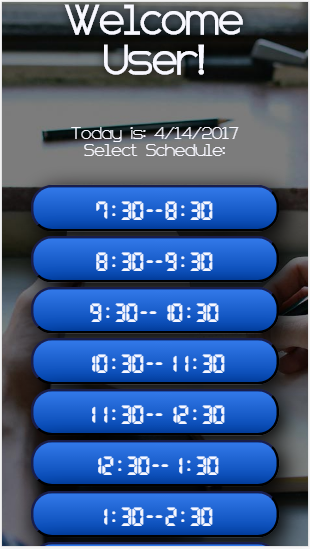 Welcome
User!
Today is: 4/14/2017
Select Schedule:
7:30--8:30
8:30--9:30
9:30-- 10:30
10:30-- 11:30
11:30-- 12:30
12:30-- 1:30
1:30--2:30